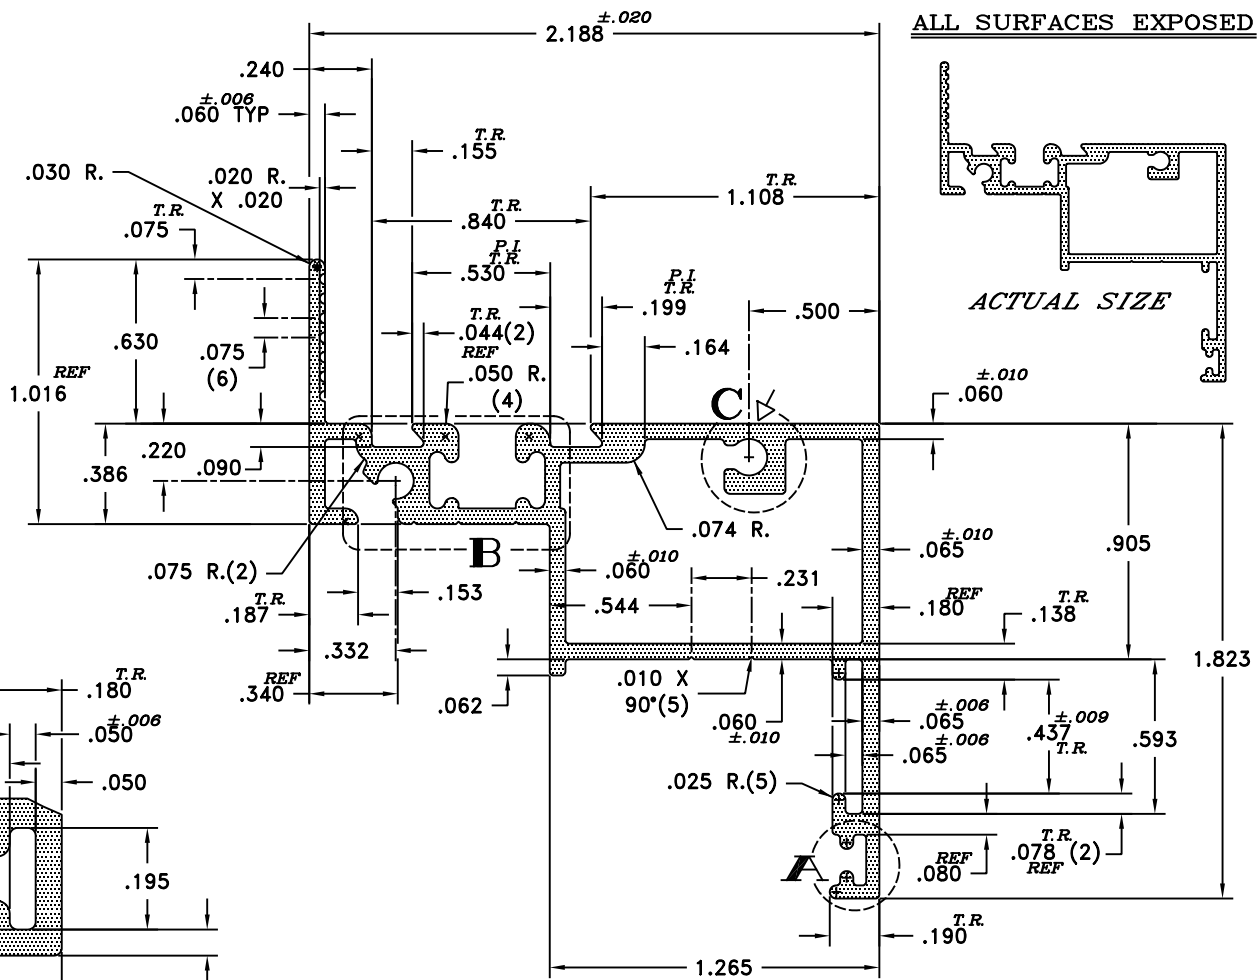 ±.020
2.188
ALL SURFACES EXPOSED
.240
±.006
.060 TYP
T.R.
.155
.030 R.
.020 R.
X .020
T.R.
1.108
T.R.
.075
T.R.
.840
P.I.
T.R.
.530
P.I.
T.R.
.199
.500
ACTUAL SIZE
T.R.
.044(2)
.630
.075
(6)
REF
1.016
REF
.050 R.
(4)
.164
C
±.010
.060
.220
.386
.090
.074 R.
B
.075 R.(2)
±.010
.060
±.010
.065
.905
.153
.231
T.R.
.187
.544
REF
.180
T.R.
.138
.332
1.823
REF
.340
.062
.010 X
90°(5)
.060
±.010
T.R.
.180
±.006
.050
.050
±.006
.065
±.006
.065
±.009
.437
T.R.
.593
.025 R.(5)
A
REF
.080
T.R.
.078 (2)
REF
.195
T.R.
.190
1.265